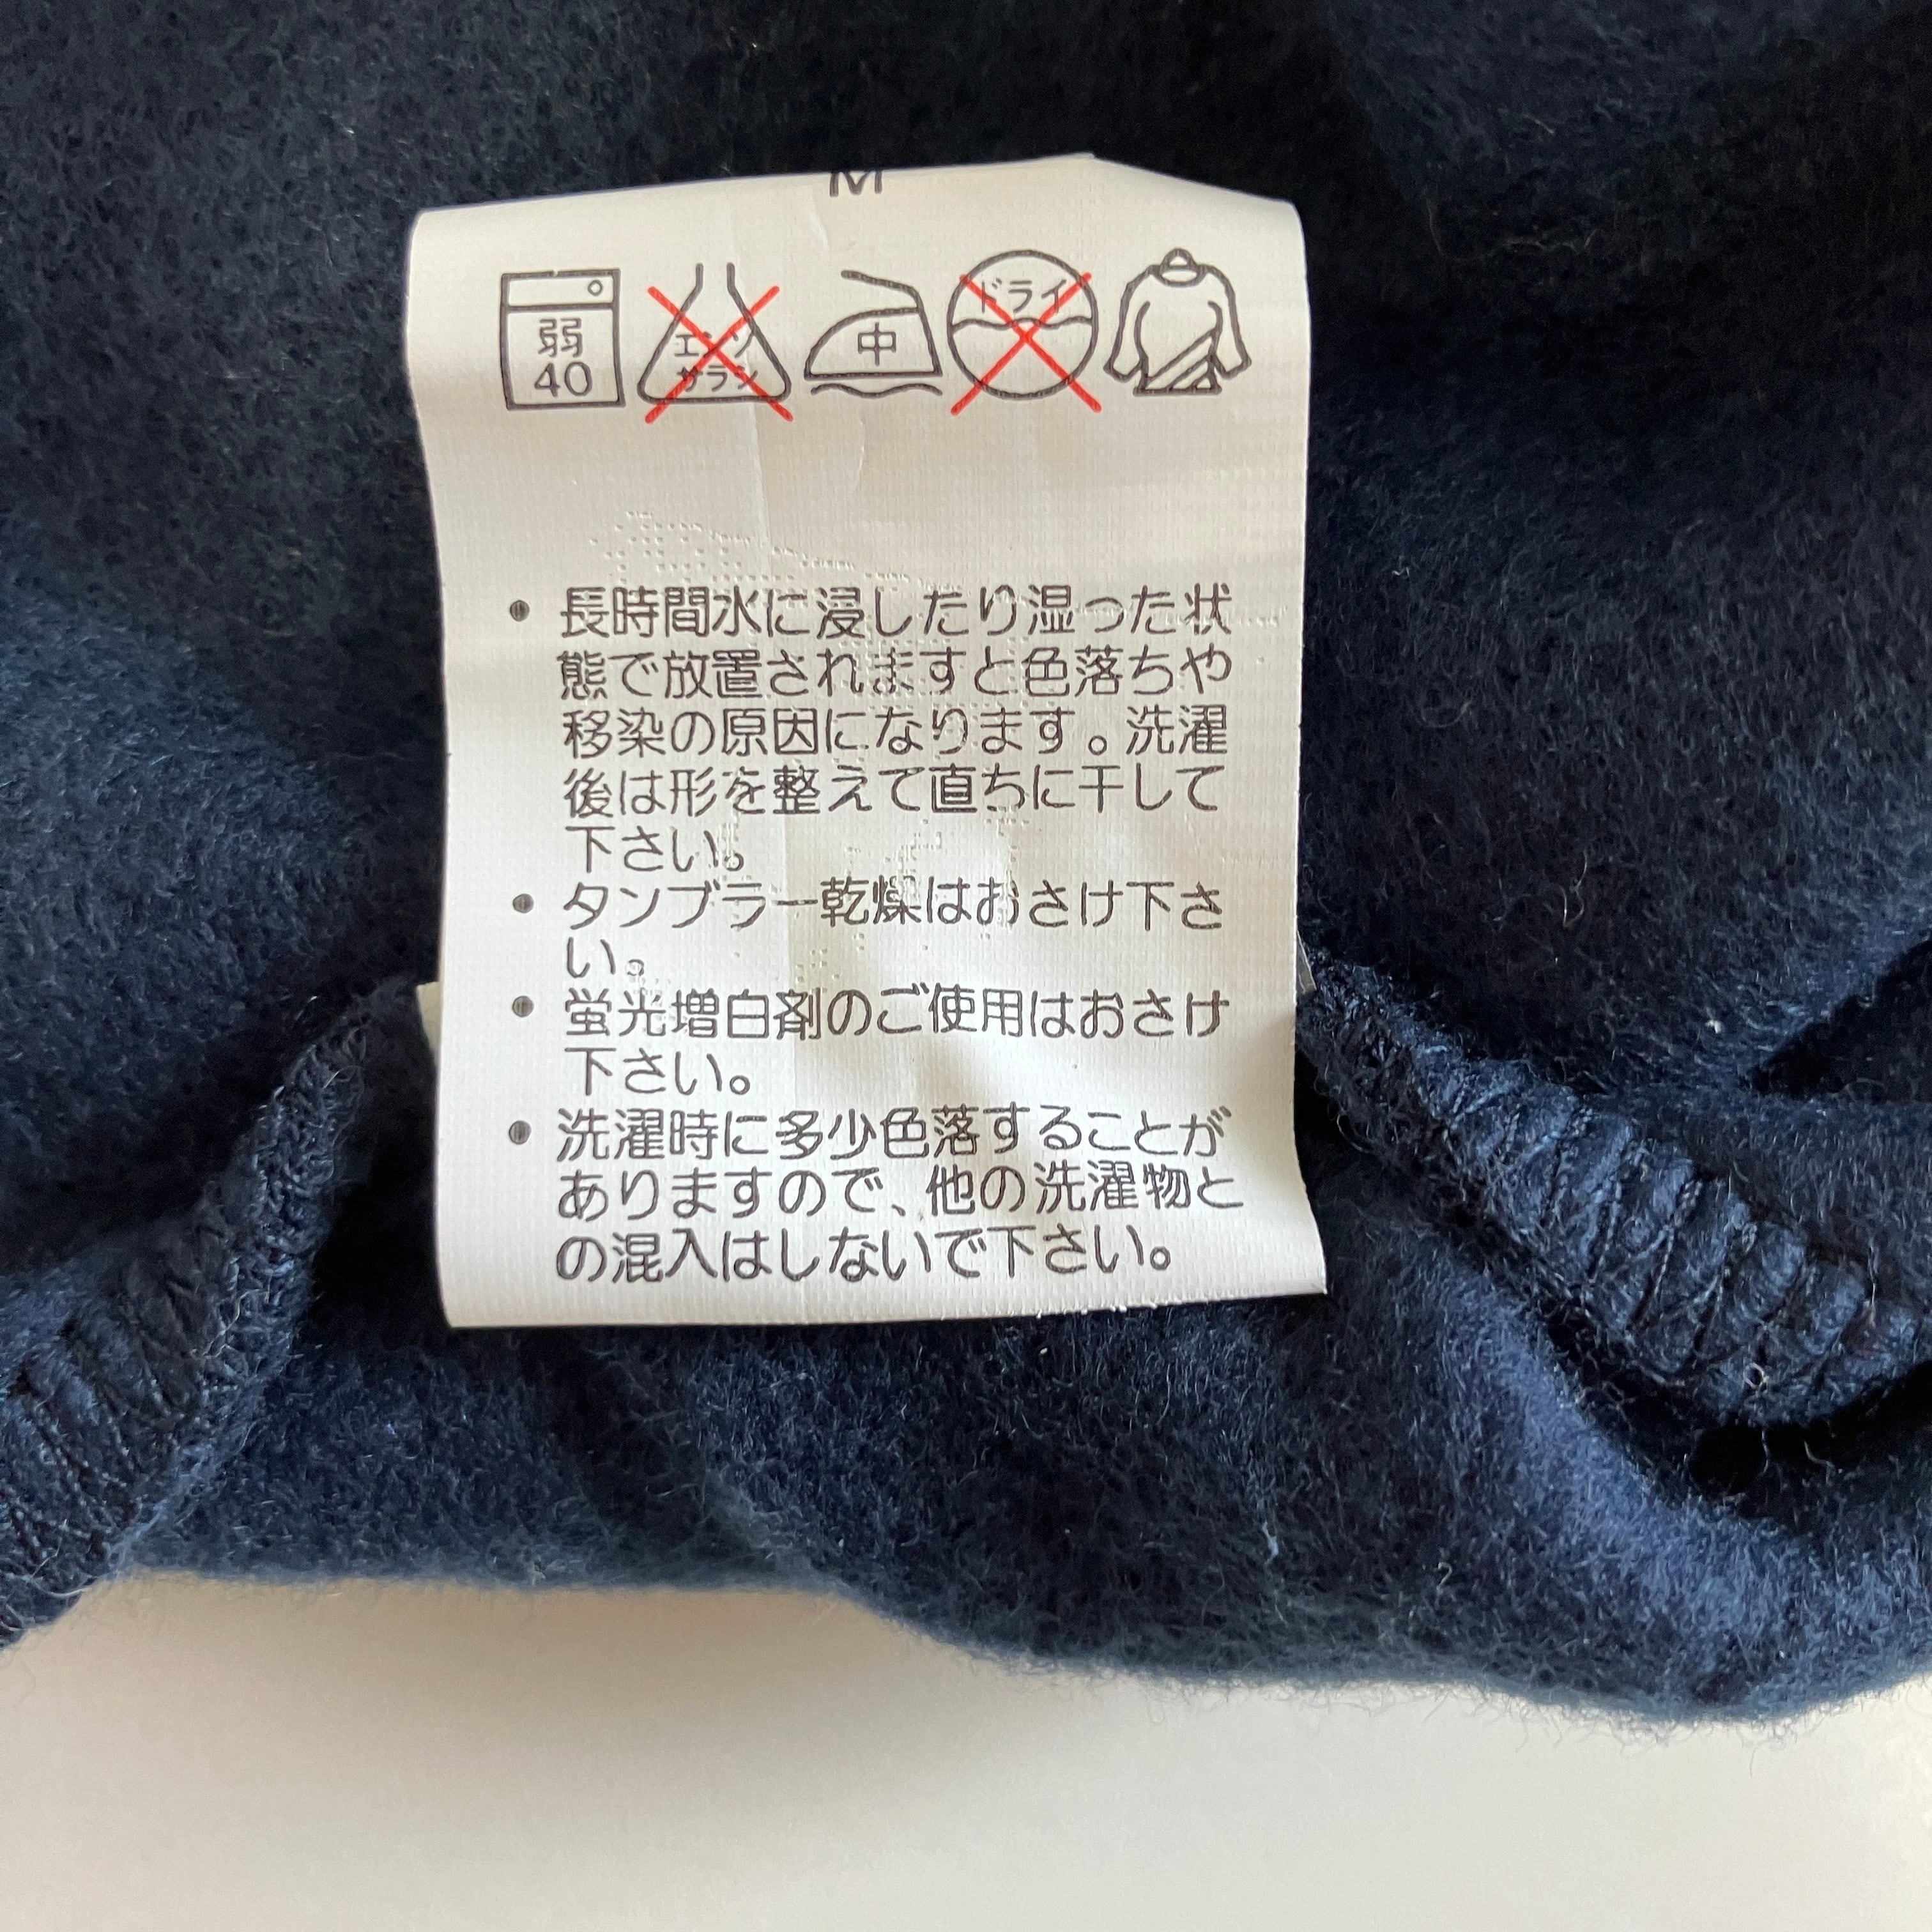 M
弱
40
エンソ
サラシ
中
ドライ
• 長時間水に浸したり湿った状
態で放置されますと色落ちや
移染の原因になります。洗濯
後は形を整えて直ちに干して
下さい。
• タンブラー乾燥はおさけ下さ
い。
• 蛍光増白剤のご使用はおさけ
下さい。
• 洗濯時に多少色落することが
ありますので、他の洗濯物と
の混入はしないで下さい。